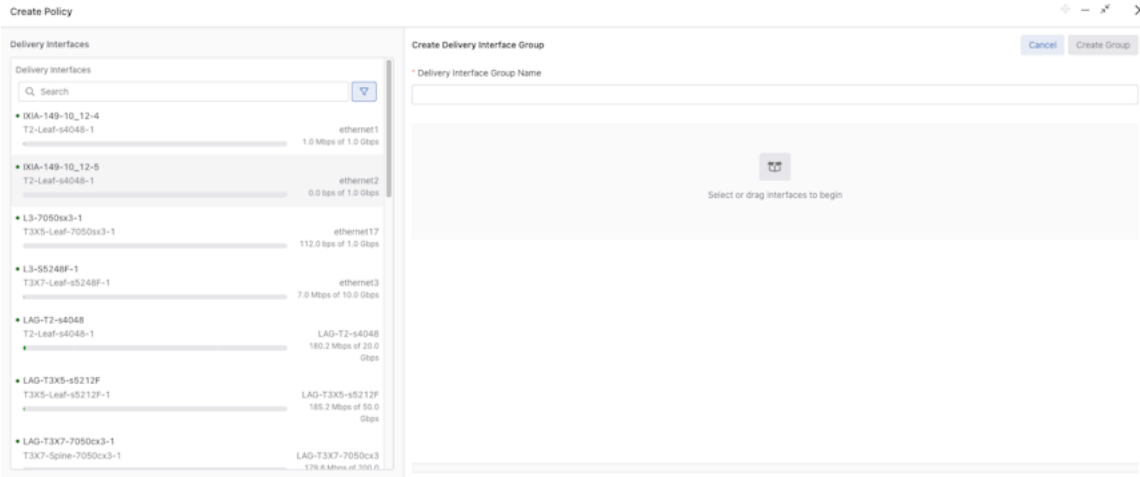 Create Policy
Delivery Interfaces
Delivery Interfaces
Search
IXIA-149-10_12-4
T2-Leaf-s4048-1 ethernet1
1.0 Mbps of 1.0 Gbps
IXIA-149-10_12-5
T2-Leaf-s4048-1 ethernet2
0.0 bps of 1.0 Gbps
L3-7050sx3-1
T3X5-Leaf-7050sx3-1 ethernet17
112.0 bps of 1.0 Gbps
L3-S5248F-1
T3X7-Leaf-s5248F-1 ethernet3
7.0 Mbps of 10.0 Gbps
LAG-T2-s4048
T2-Leaf-s4048-1 LAG-T2-s4048
180.2 Mbps of 20.0
Gbps
LAG-T3X5-s5212F
T3X5-Leaf-s5212F-1 LAG-T3X5-s5212F
185.2 Mbps of 50.0
Gbps
LAG-T3X7-7050cx3-1
T3X7-Spine-7050cx3-1 LAG-T3X7-7050cx3
179.6 Mbps of 200.0
Create Delivery Interface Group
Cancel Create Group
* Delivery Interface Group Name
Select or drag interfaces to begin